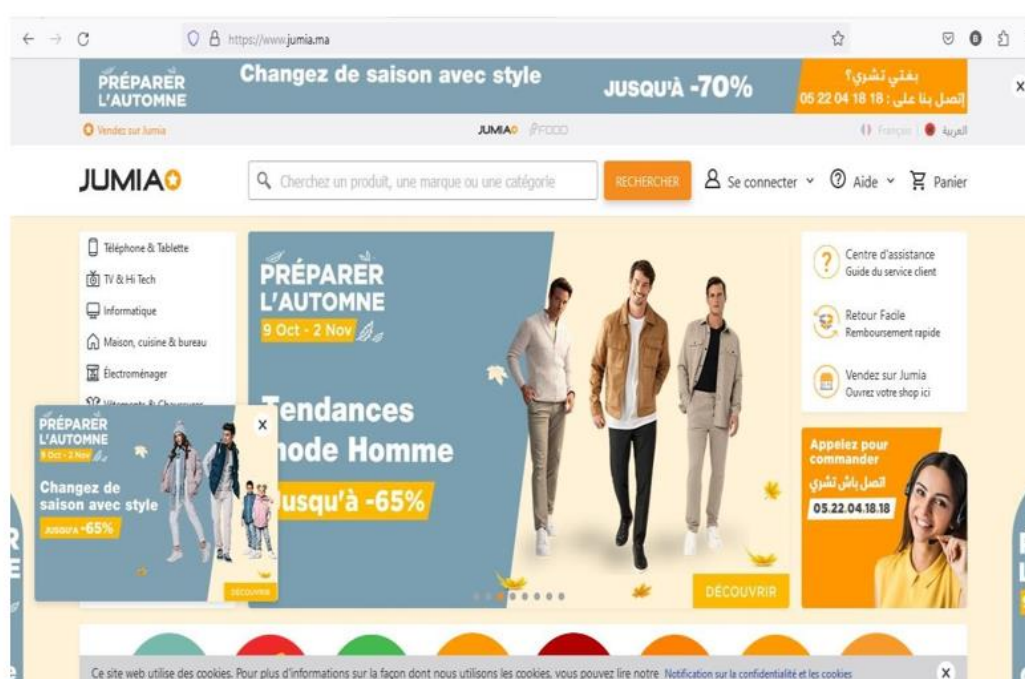 https://www.jumia.ma
PRÉPARER
L'AUTOMNE
Changez de saison avec style
JUSQU'À -70%
بغتي تشري؟
إتصل بنا على : 18 18 04 22 05
x
Vendez sur Jumia
JUMIA
FOOD
Français
العربية
JUMIA
Cherchez un produit, une marque ou une catégorie
RECHERCHER
Se connecter
Aide
Panier
Téléphone & Tablette
TV & Hi Tech
Informatique
Maison, cuisine & bureau
Électroménager
PRÉPARER
L'AUTOMNE
9 Oct - 2 Nov
Tendances
mode Homme
Jusqu'à -65%
DÉCOUVRIR
Centre d'assistance
Guide du service client
Retour Facile
Remboursement rapide
Vendez sur Jumia
Ouvrez votre shop ici
Appelez pour
commander
اتصل باش تشري
05.22.04.18.18
PRÉPARER
L'AUTOMNE
9 Oct - 2 Nov
x
Changez de
saison avec style
JUSQU'À -65%
DÉCOUVRIR
Ce site web utilise des cookies. Pour plus d'informations sur la façon dont nous utilisons les cookies, vous pouvez lire notre Notification sur la confidentialité et les cookies
x